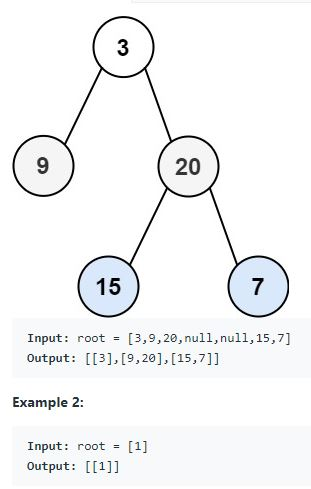 3
9 20
15 7
Input: root = [3,9,20,null,null,15,7]
Output: [[3],[9,20],[15,7]]
Example 2:
Input: root = [1]
Output: [[1]]